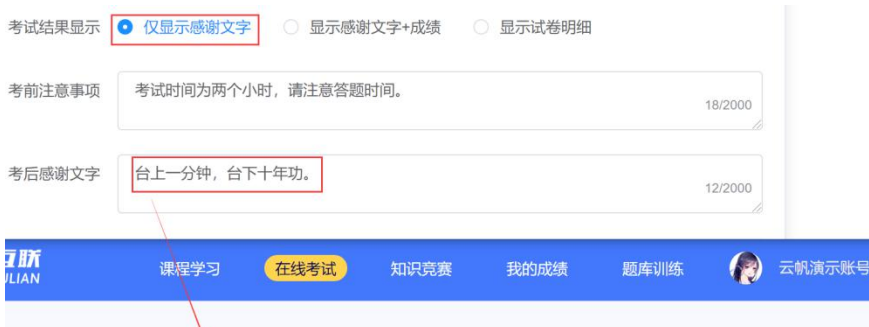 考试结果显示 仅显示感谢文字 显示感谢文字+成绩 显示试卷明细
考前注意事项 考试时间为两个小时，请注意答题时间。
18/2000
考后感谢文字 台上一分钟，台下十年功。
12/2000
互联 课程学习 在线考试 知识竞赛 我的成绩 题库训练 云帆演示账号
ULIAN